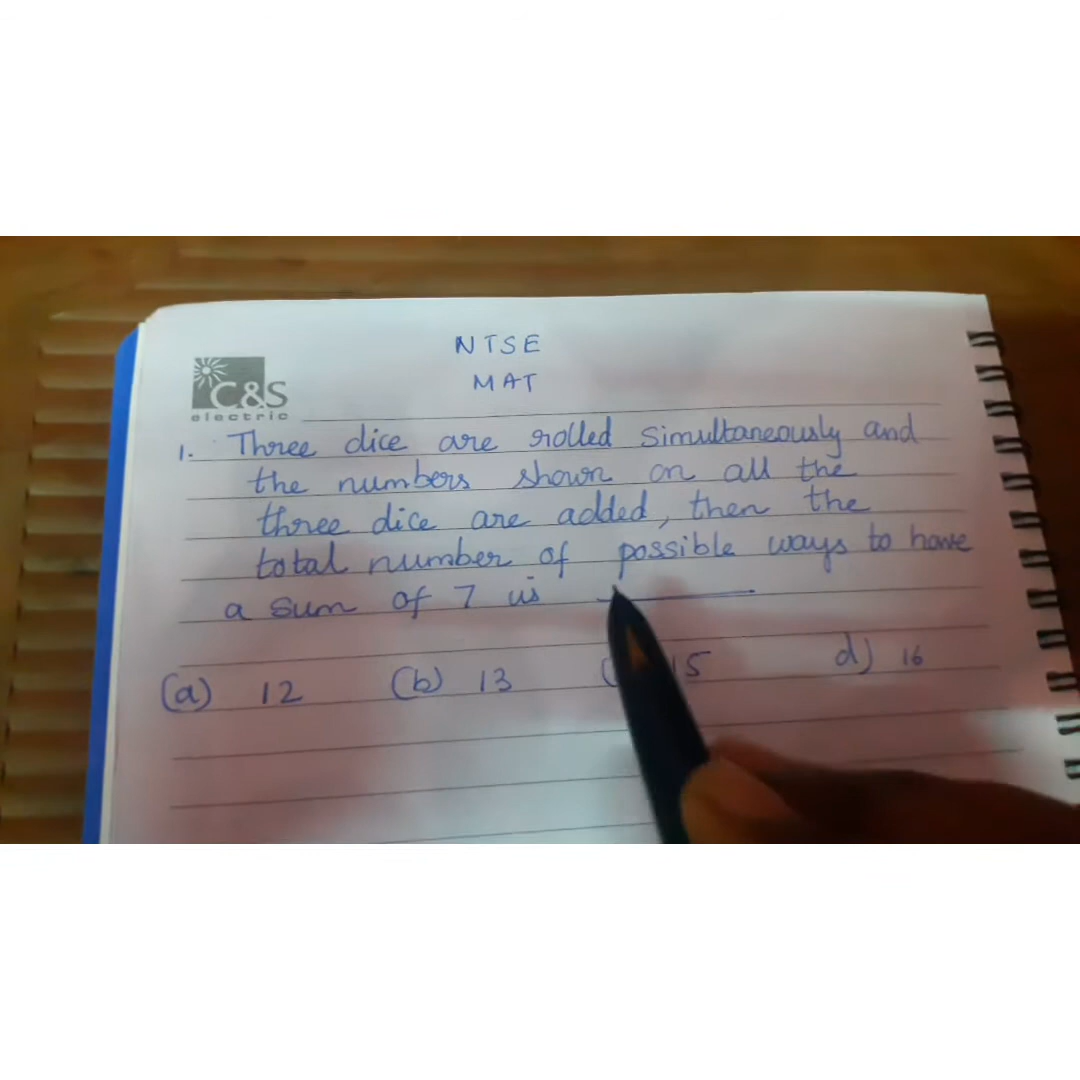 NTSE
MAT
C&S
electric
1. Three dice are rolled simultaneously and
the numbers shown on all the
three dice are added, then the
total number of possible ways to have
a sum of 7 is
(a) 12 (b) 13 ( 15 d) 16